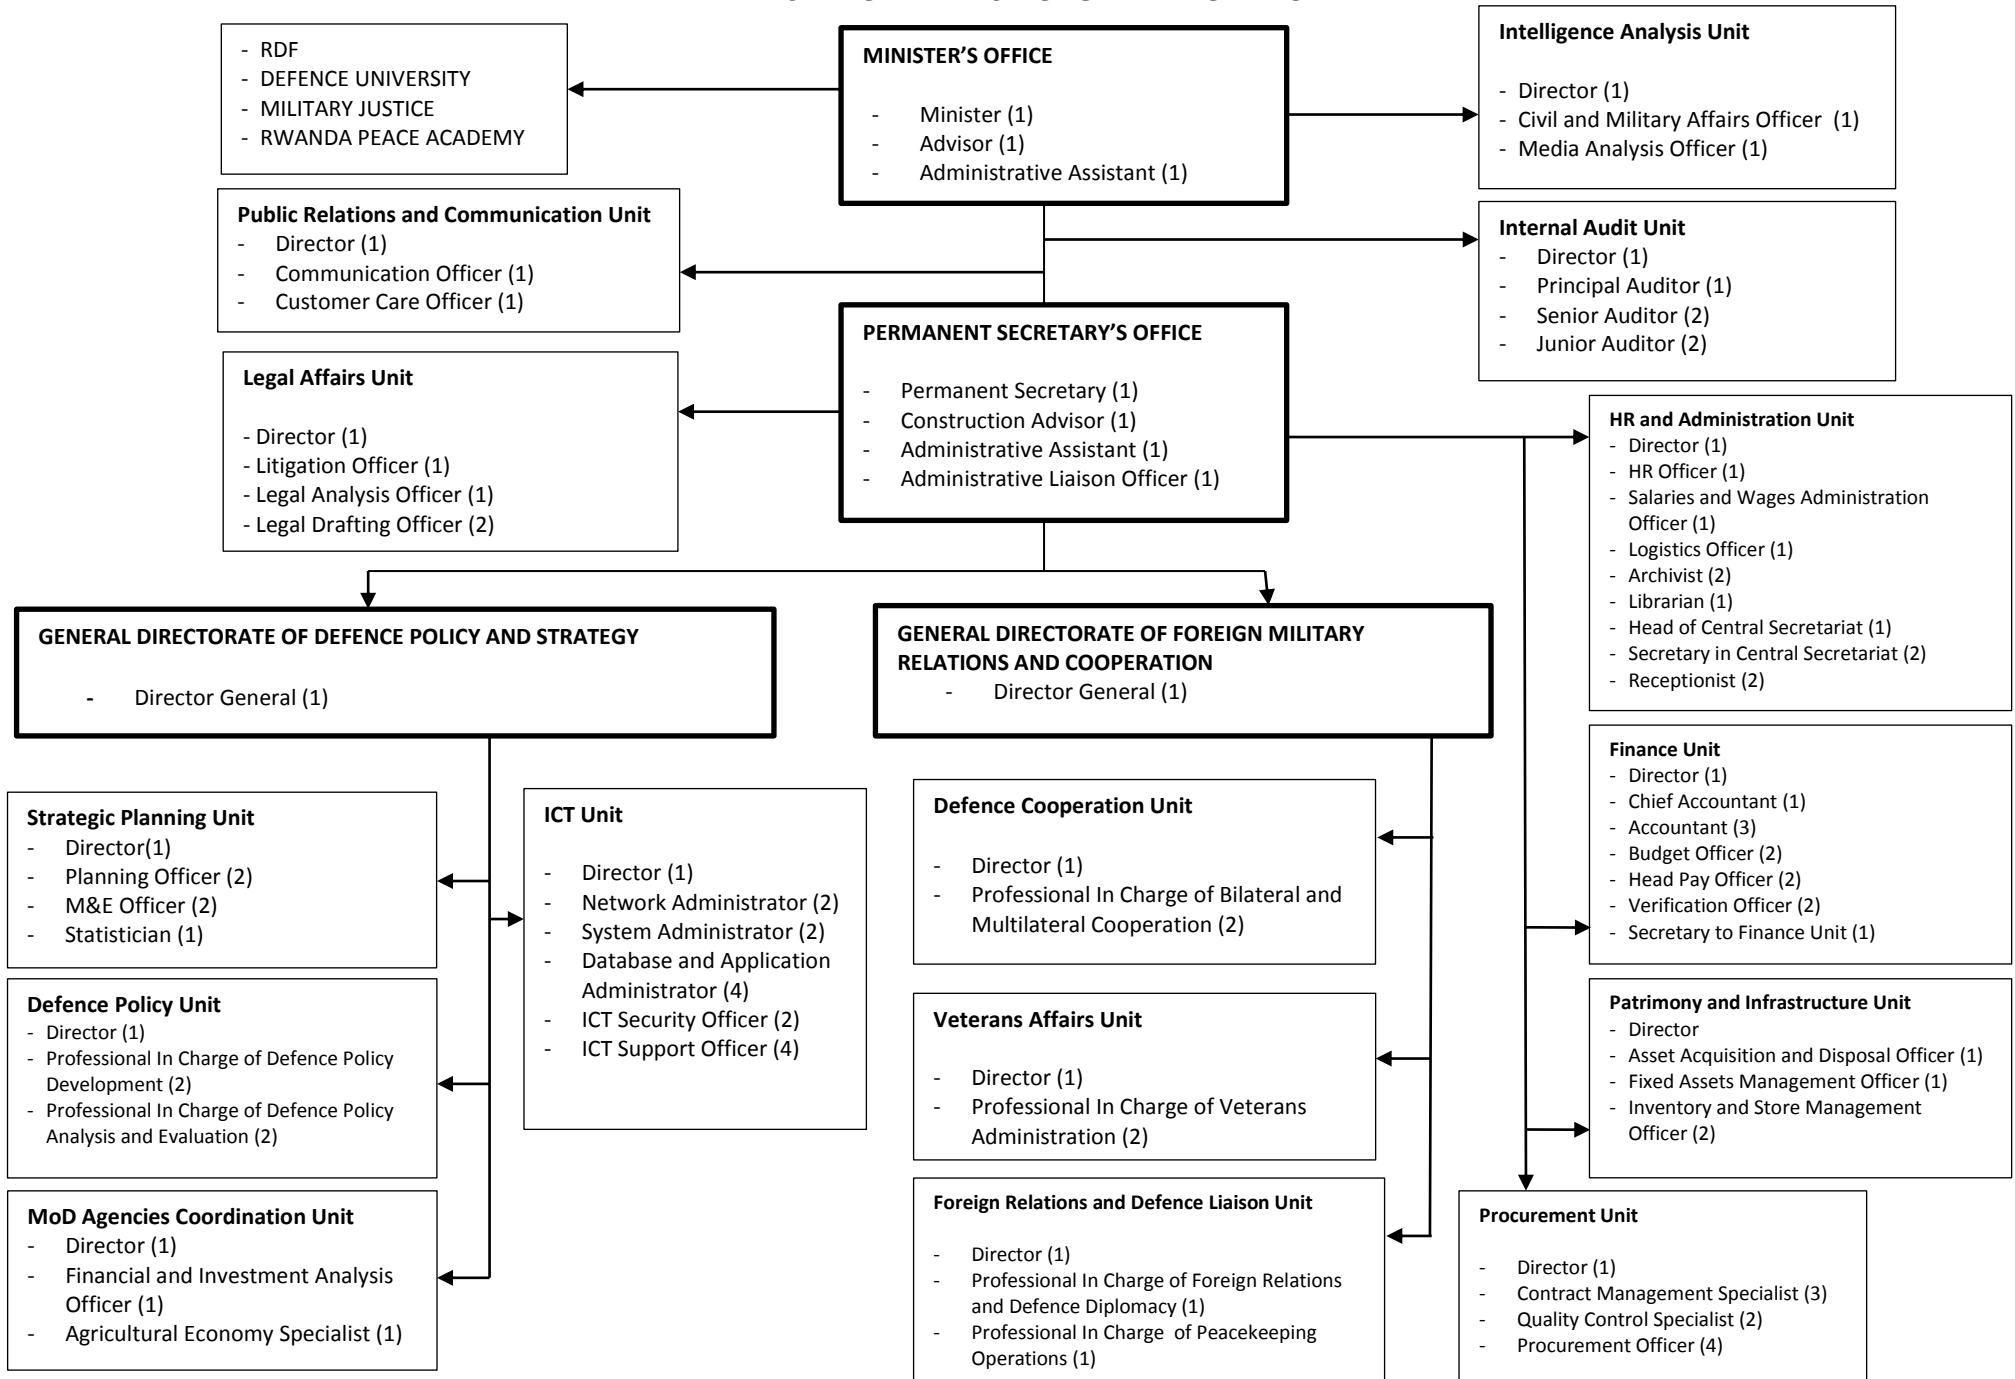 - RDF
- DEFENCE UNIVERSITY
- MILITARY JUSTICE
- RWANDA PEACE ACADEMY
MINISTER’S OFFICE
- Minister (1)
- Advisor (1)
- Administrative Assistant (1)
Intelligence Analysis Unit
- Director (1)
- Civil and Military Affairs Officer (1)
- Media Analysis Officer (1)
Public Relations and Communication Unit
- Director (1)
- Communication Officer (1)
- Customer Care Officer (1)
Internal Audit Unit
- Director (1)
- Principal Auditor (1)
- Senior Auditor (2)
- Junior Auditor (2)
PERMANENT SECRETARY’S OFFICE
- Permanent Secretary (1)
- Construction Advisor (1)
- Administrative Assistant (1)
- Administrative Liaison Officer (1)
Legal Affairs Unit
- Director (1)
- Litigation Officer (1)
- Legal Analysis Officer (1)
- Legal Drafting Officer (2)
HR and Administration Unit
- Director (1)
- HR Officer (1)
- Salaries and Wages Administration
Officer (1)
- Logistics Officer (1)
- Archivist (2)
- Librarian (1)
- Head of Central Secretariat (1)
- Secretary in Central Secretariat (2)
- Receptionist (2)
GENERAL DIRECTORATE OF DEFENCE POLICY AND STRATEGY
- Director General (1)
GENERAL DIRECTORATE OF FOREIGN MILITARY
RELATIONS AND COOPERATION
- Director General (1)
Finance Unit
- Director (1)
- Chief Accountant (1)
- Accountant (3)
- Budget Officer (2)
- Head Pay Officer (2)
- Verification Officer (2)
- Secretary to Finance Unit (1)
Strategic Planning Unit
- Director(1)
- Planning Officer (2)
- M&E Officer (2)
- Statistician (1)
ICT Unit
- Director (1)
- Network Administrator (2)
- System Administrator (2)
- Database and Application
Administrator (4)
- ICT Security Officer (2)
- ICT Support Officer (4)
Defence Cooperation Unit
- Director (1)
- Professional In Charge of Bilateral and
Multilateral Cooperation (2)
Defence Policy Unit
- Director (1)
- Professional In Charge of Defence Policy
Development (2)
- Professional In Charge of Defence Policy
Analysis and Evaluation (2)
Veterans Affairs Unit
- Director (1)
- Professional In Charge of Veterans
Administration (2)
Patrimony and Infrastructure Unit
- Director
- Asset Acquisition and Disposal Officer (1)
- Fixed Assets Management Officer (1)
- Inventory and Store Management
Officer (2)
MoD Agencies Coordination Unit
- Director (1)
- Financial and Investment Analysis
Officer (1)
- Agricultural Economy Specialist (1)
Foreign Relations and Defence Liaison Unit
- Director (1)
- Professional In Charge of Foreign Relations
and Defence Diplomacy (1)
- Professional In Charge of Peacekeeping
Operations (1)
Procurement Unit
- Director (1)
- Contract Management Specialist (3)
- Quality Control Specialist (2)
- Procurement Officer (4)